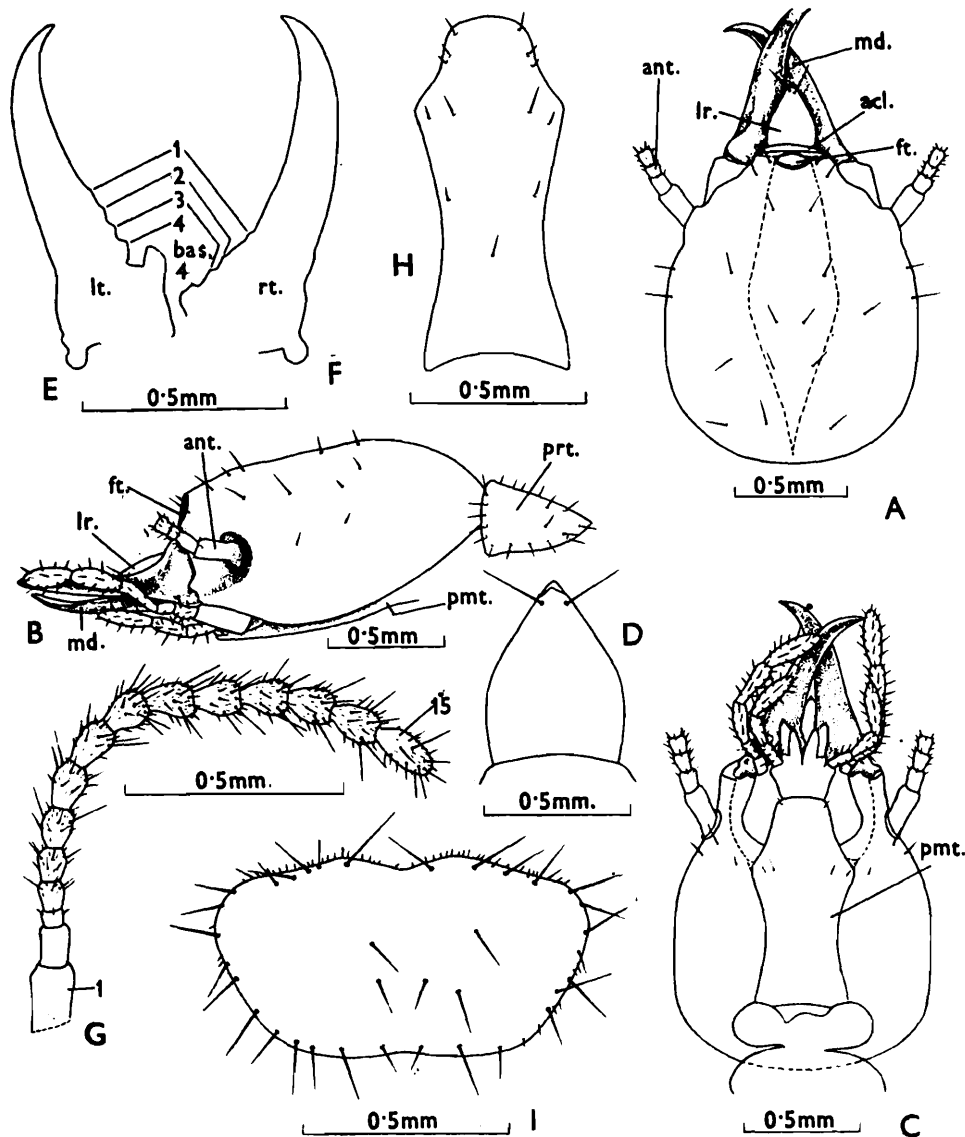 1
2
3
4
bas.
4
lt.
rt.
E
F
0·5mm
H
0·5mm
ant.
md.
lr.
acl.
ft.
0·5mm
A
ant.
ft.
lr.
prt.
pmt.
B
md.
0·5mm
D
0·5mm.
15
0·5mm.
1
G
pmt.
0·5mm
I
0·5mm
C